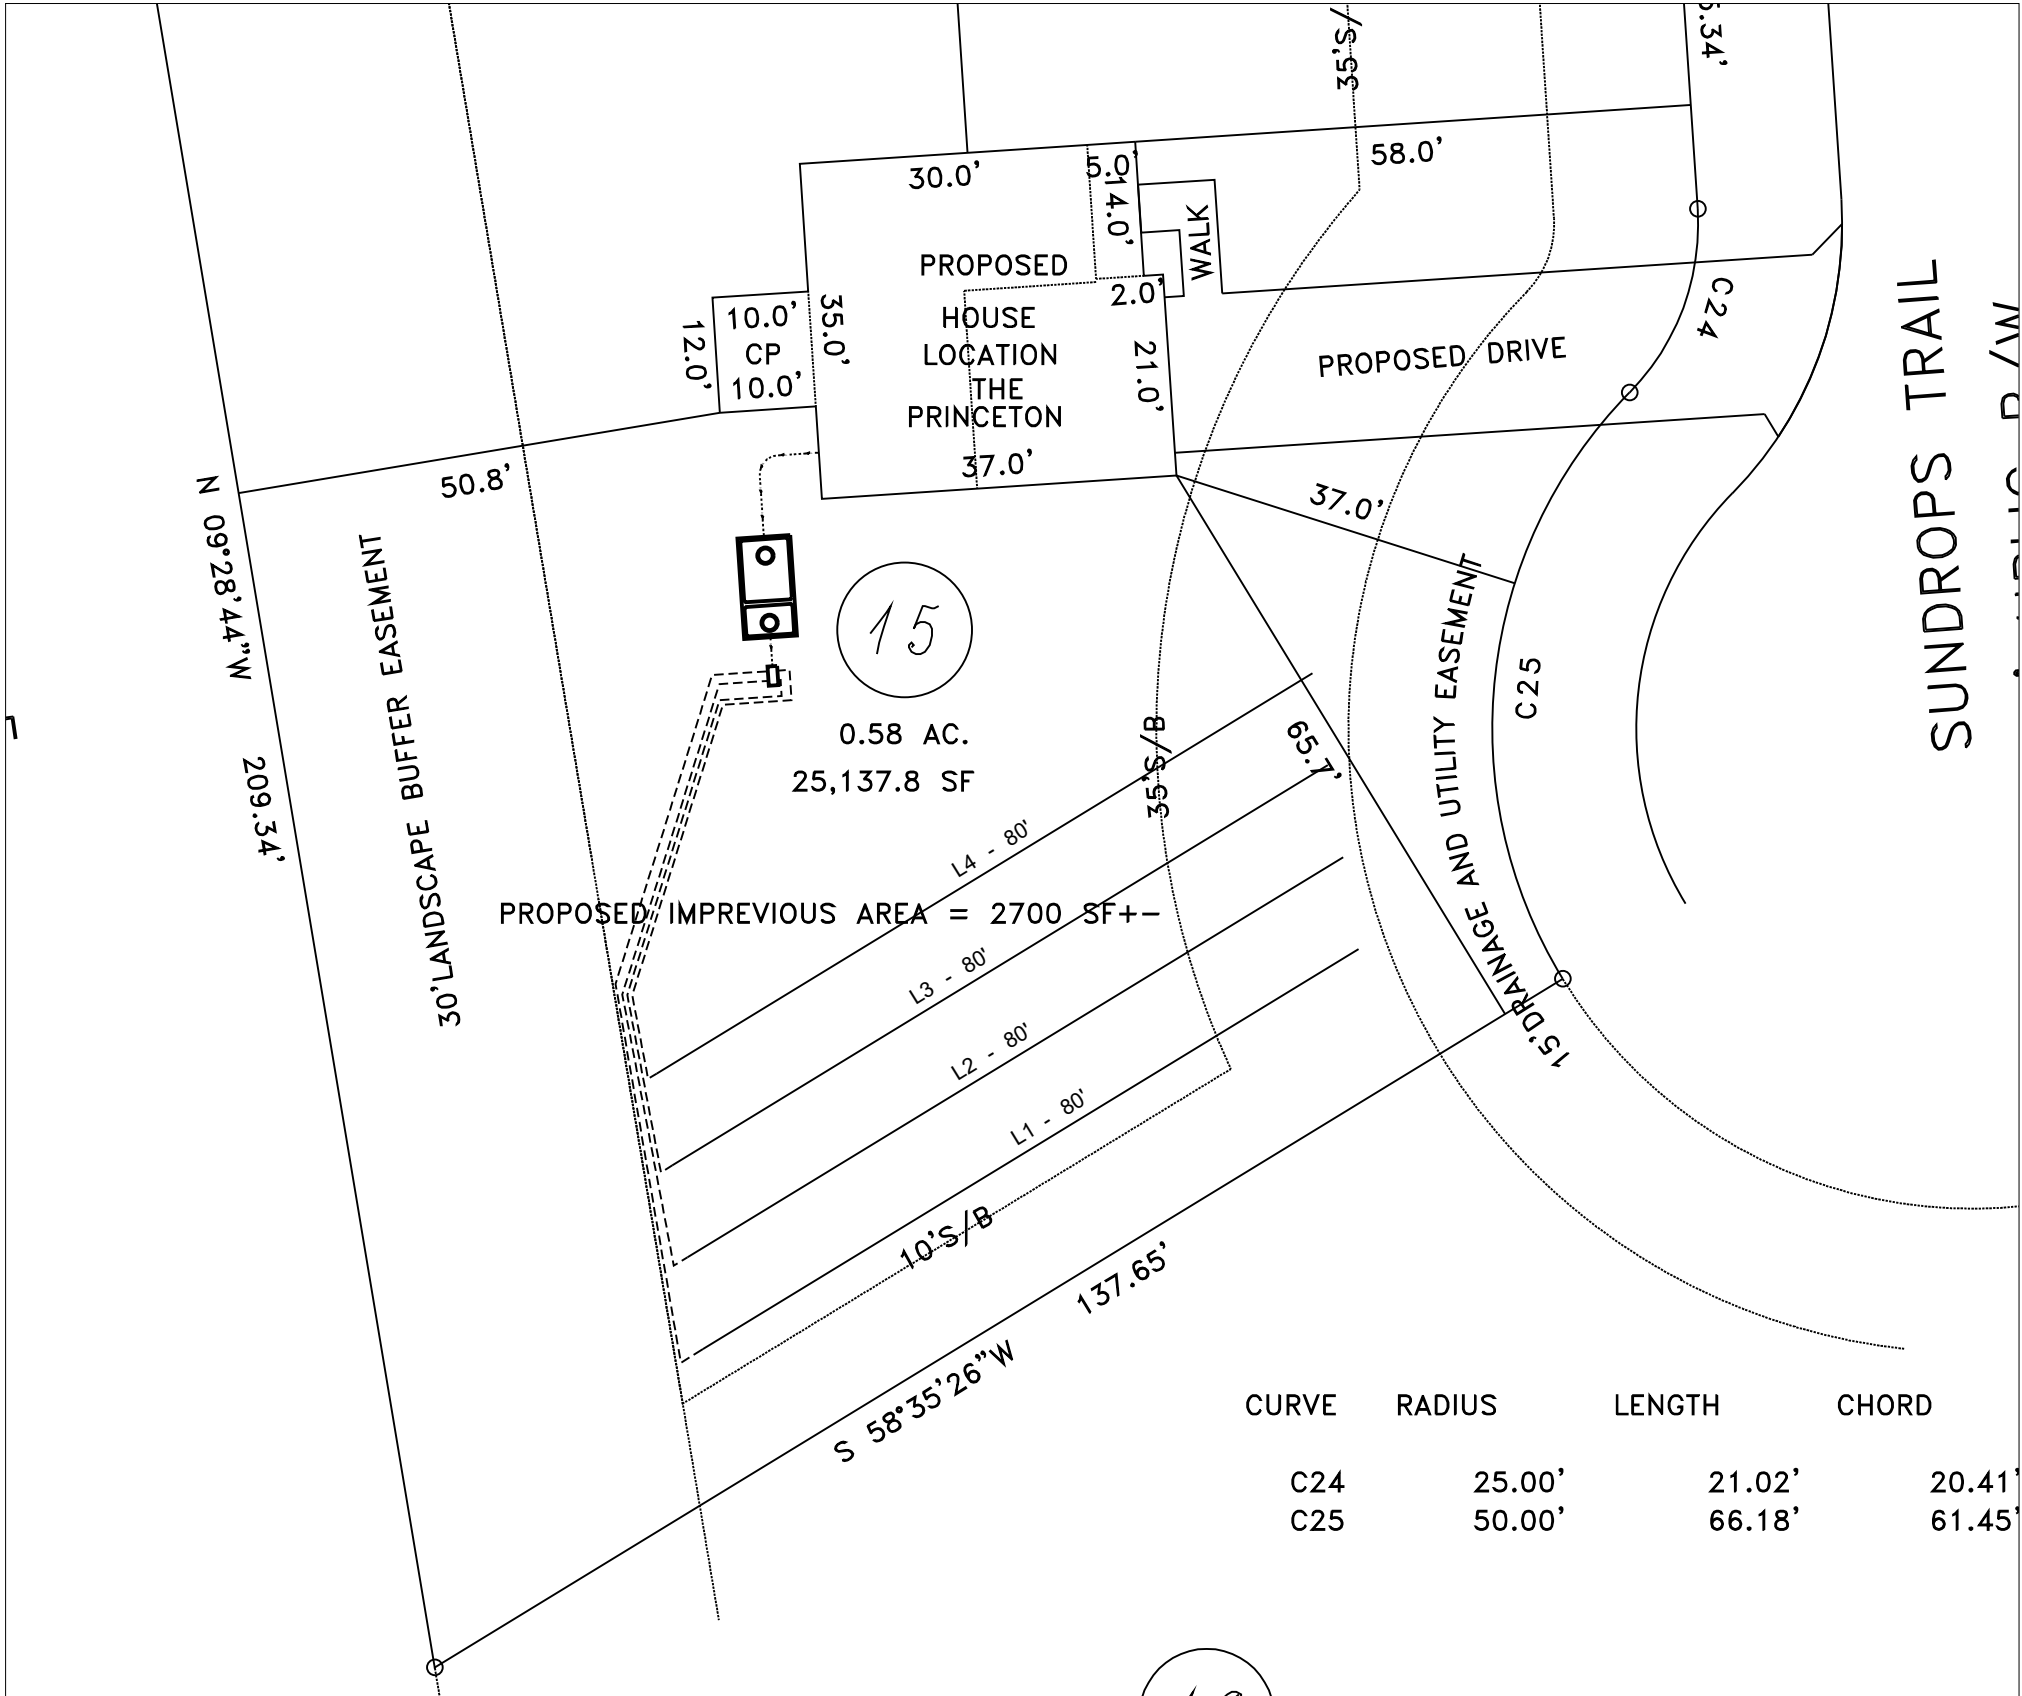 35'S/
5.34'
30.0'
5.0'
58.0'
14.0'
WALK
PROPOSED
HOUSE
LOCATION
THE
PRINCETON
2.0'
35.0'
10.0'
CP
10.0'
12.0'
21.0'
37.0'
PROPOSED DRIVE
C24
SUNDROPS TRAIL
R/W
50.8'
37.0'
N 09°28'44"W 209.34'
30'LANDSCAPE BUFFER EASEMENT
15
0.58 AC.
25,137.8 SF
35'S/B
65.7'
C25
15'DRAINAGE AND UTILITY EASEMENT
L4 - 80'
PROPOSED IMPREVIOUS AREA = 2700 SF+-
L3 - 80'
L2 - 80'
L1 - 80'
10'S/B
S 58°35'26"W 137.65'
CURVE RADIUS LENGTH CHORD
C24 25.00' 21.02' 20.41'
C25 50.00' 66.18' 61.45'